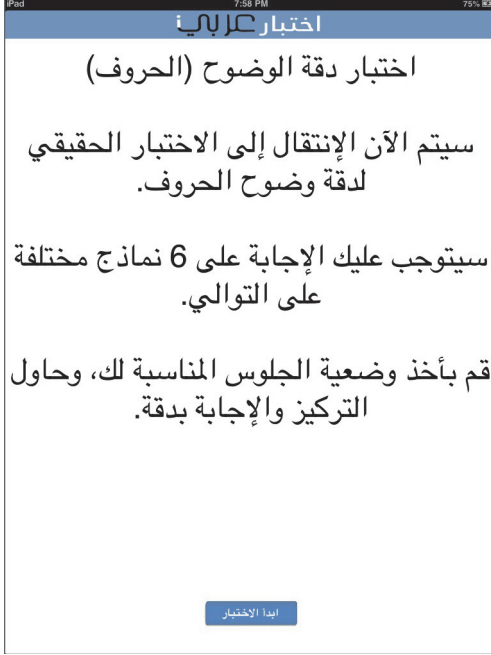 iPad 7:58 PM 75%
اختبار عربي i
اختبار دقة الوضوح (الحروف)
سيتم الآن الإنتقال إلى الاختبار الحقيقي
لدقة وضوح الحروف.
سيتوجب عليك الإجابة على 6 نماذج مختلفة
على التوالي.
قم بأخذ وضعية الجلوس المناسبة لك، وحاول
التركيز والإجابة بدقة.
ابدأ الاختبار